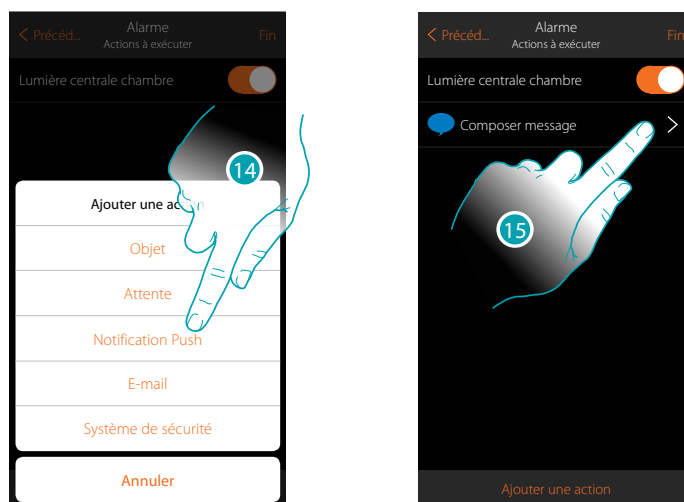 Précéd...
Alarme
Fin
Actions à exécuter
Lumière centrale chambre
14
Ajouter une action
Objet
Attente
Notification Push
E-mail
Système de sécurité
Annuler
Précéd...
Alarme
Fin
Actions à exécuter
Lumière centrale chambre
Composer message
15
Ajouter une action